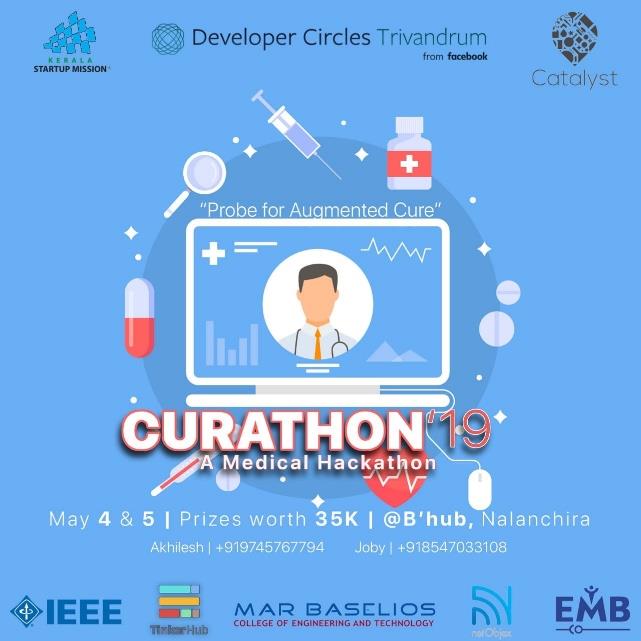 KERALA
STARTUP MISSION
Developer Circles Trivandrum
from facebook
Catalyst
"Probe for Augmented Cure"
CURATHON'19
A Medical Hackathon
May 4 & 5 | Prizes worth 35K | @B'hub, Nalanchira
Akhilesh | +919745767794 Joby | +918547033108
IEEE
TinkerHub
MAR BASELIOS
COLLEGE OF ENGINEERING AND TECHNOLOGY
netObjex
EMB
CO